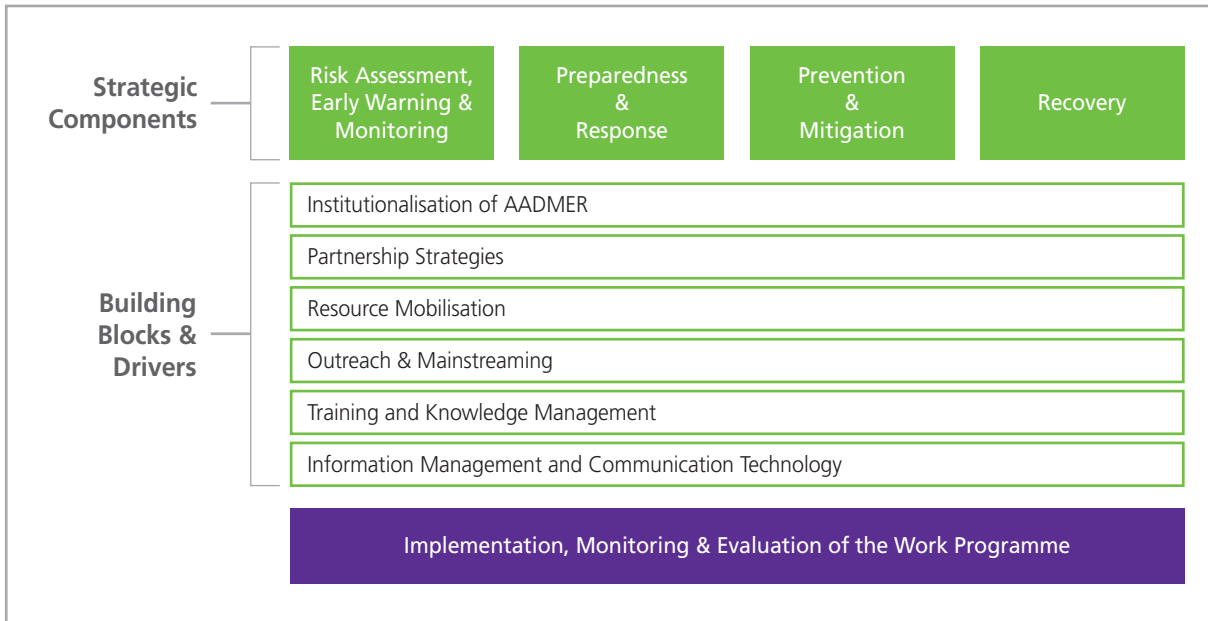 Strategic
Components
Risk Assessment,
Early Warning &
Monitoring
Preparedness
&
Response
Prevention
&
Mitigation
Recovery
Building
Blocks &
Drivers
Institutionalisation of AADMER
Partnership Strategies
Resource Mobilisation
Outreach & Mainstreaming
Training and Knowledge Management
Information Management and Communication Technology
Implementation, Monitoring & Evaluation of the Work Programme